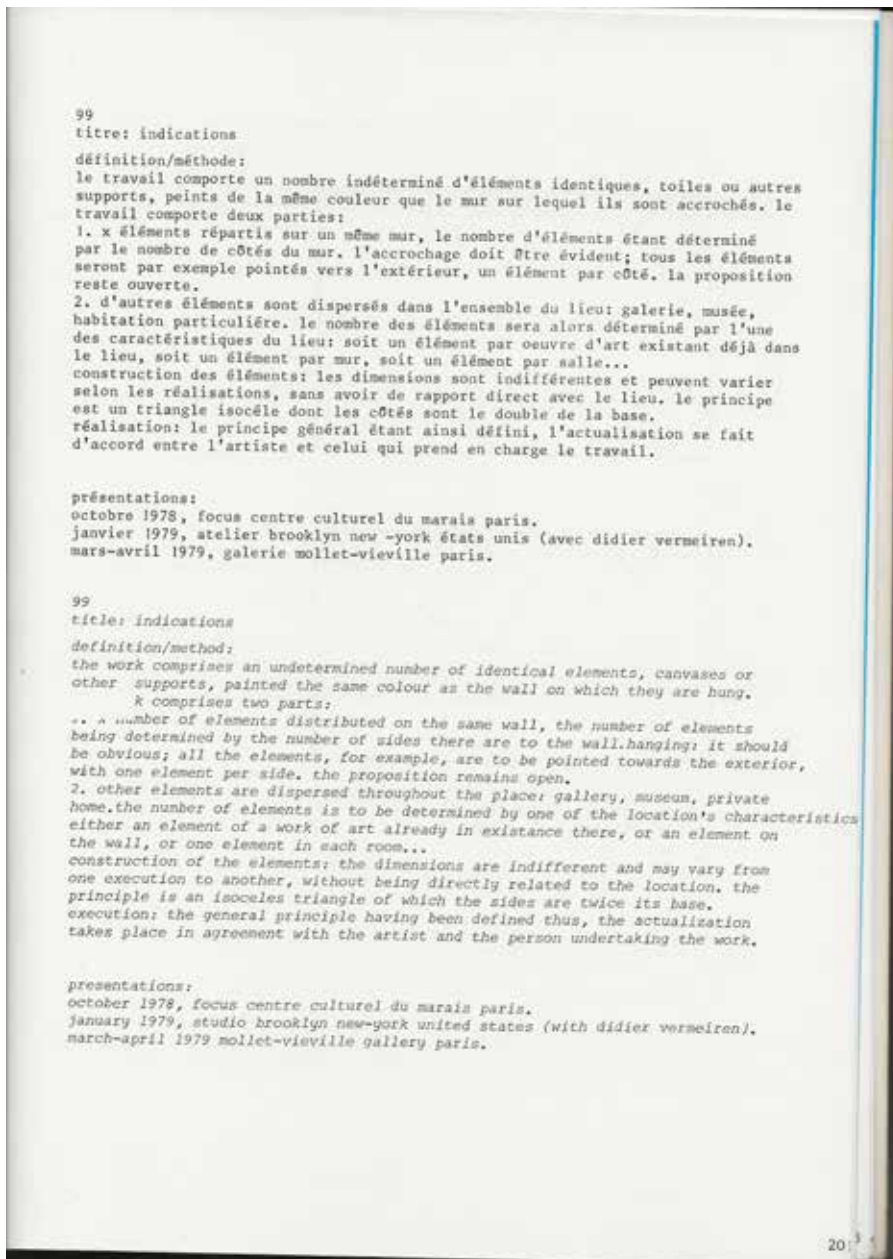 99
titre: indications
définition/méthode:
le travail comporte un nombre indéterminé d'éléments identiques, toiles ou autres
supports, peints de la même couleur que le mur sur lequel ils sont accrochés. le
travail comporte deux parties:
1. x éléments répartis sur un même mur, le nombre d'éléments étant déterminé
par le nombre de côtés du mur. l'accrochage doit être évident; tous les éléments
seront par exemple pointés vers l'extérieur, un élément par côté. la proposition
reste ouverte.
2. d'autres éléments sont dispersés dans l'ensemble du lieu: galerie, musée,
habitation particuliére. le nombre des éléments sera alors déterminé par l'une
des caractéristiques du lieu: soit un élément par oeuvre d'art existant déjà dans
le lieu, soit un élément par mur, soit un élément par salle...
construction des éléments: les dimensions sont indifférentes et peuvent varier
selon les réalisations, sans avoir de rapport direct avec le lieu. le principe
est un triangle isocéle dont les côtés sont le double de la base.
réalisation: le principe général étant ainsi défini, l'actualisation se fait
d'accord entre l'artiste et celui qui prend en charge le travail.
présentations:
octobre 1978, focus centre culturel du marais paris.
janvier 1979, atelier brooklyn new -york états unis (avec didier vermeiren).
mars-avril 1979, galerie mollet-vieville paris.
99
title: indications
definition/method:
the work comprises an undetermined number of identical elements, canvases or
other supports, painted the same colour as the wall on which they are hung.
k comprises two parts:
number of elements distributed on the same wall, the number of elements
being determined by the number of sides there are to the wall.hanging: it should
be obvious; all the elements, for example, are to be pointed towards the exterior,
with one element per side. the proposition remains open.
2. other elements are dispersed throughout the place: gallery, museum, private
home.the number of elements is to be determined by one of the location's characteristics
either an element of a work of art already in existance there, or an element on
the wall, or one element in each room...
construction of the elements: the dimensions are indifferent and may vary from
one execution to another, without being directly related to the location. the
principle is an isoceles triangle of which the sides are twice its base.
execution: the general principle having been defined thus, the actualization
takes place in agreement with the artist and the person undertaking the work.
presentations:
october 1978, focus centre culturel du marais paris.
january 1979, studio brooklyn new-york united states (with didier vermeiren).
march-april 1979 mollet-vieville gallery paris.